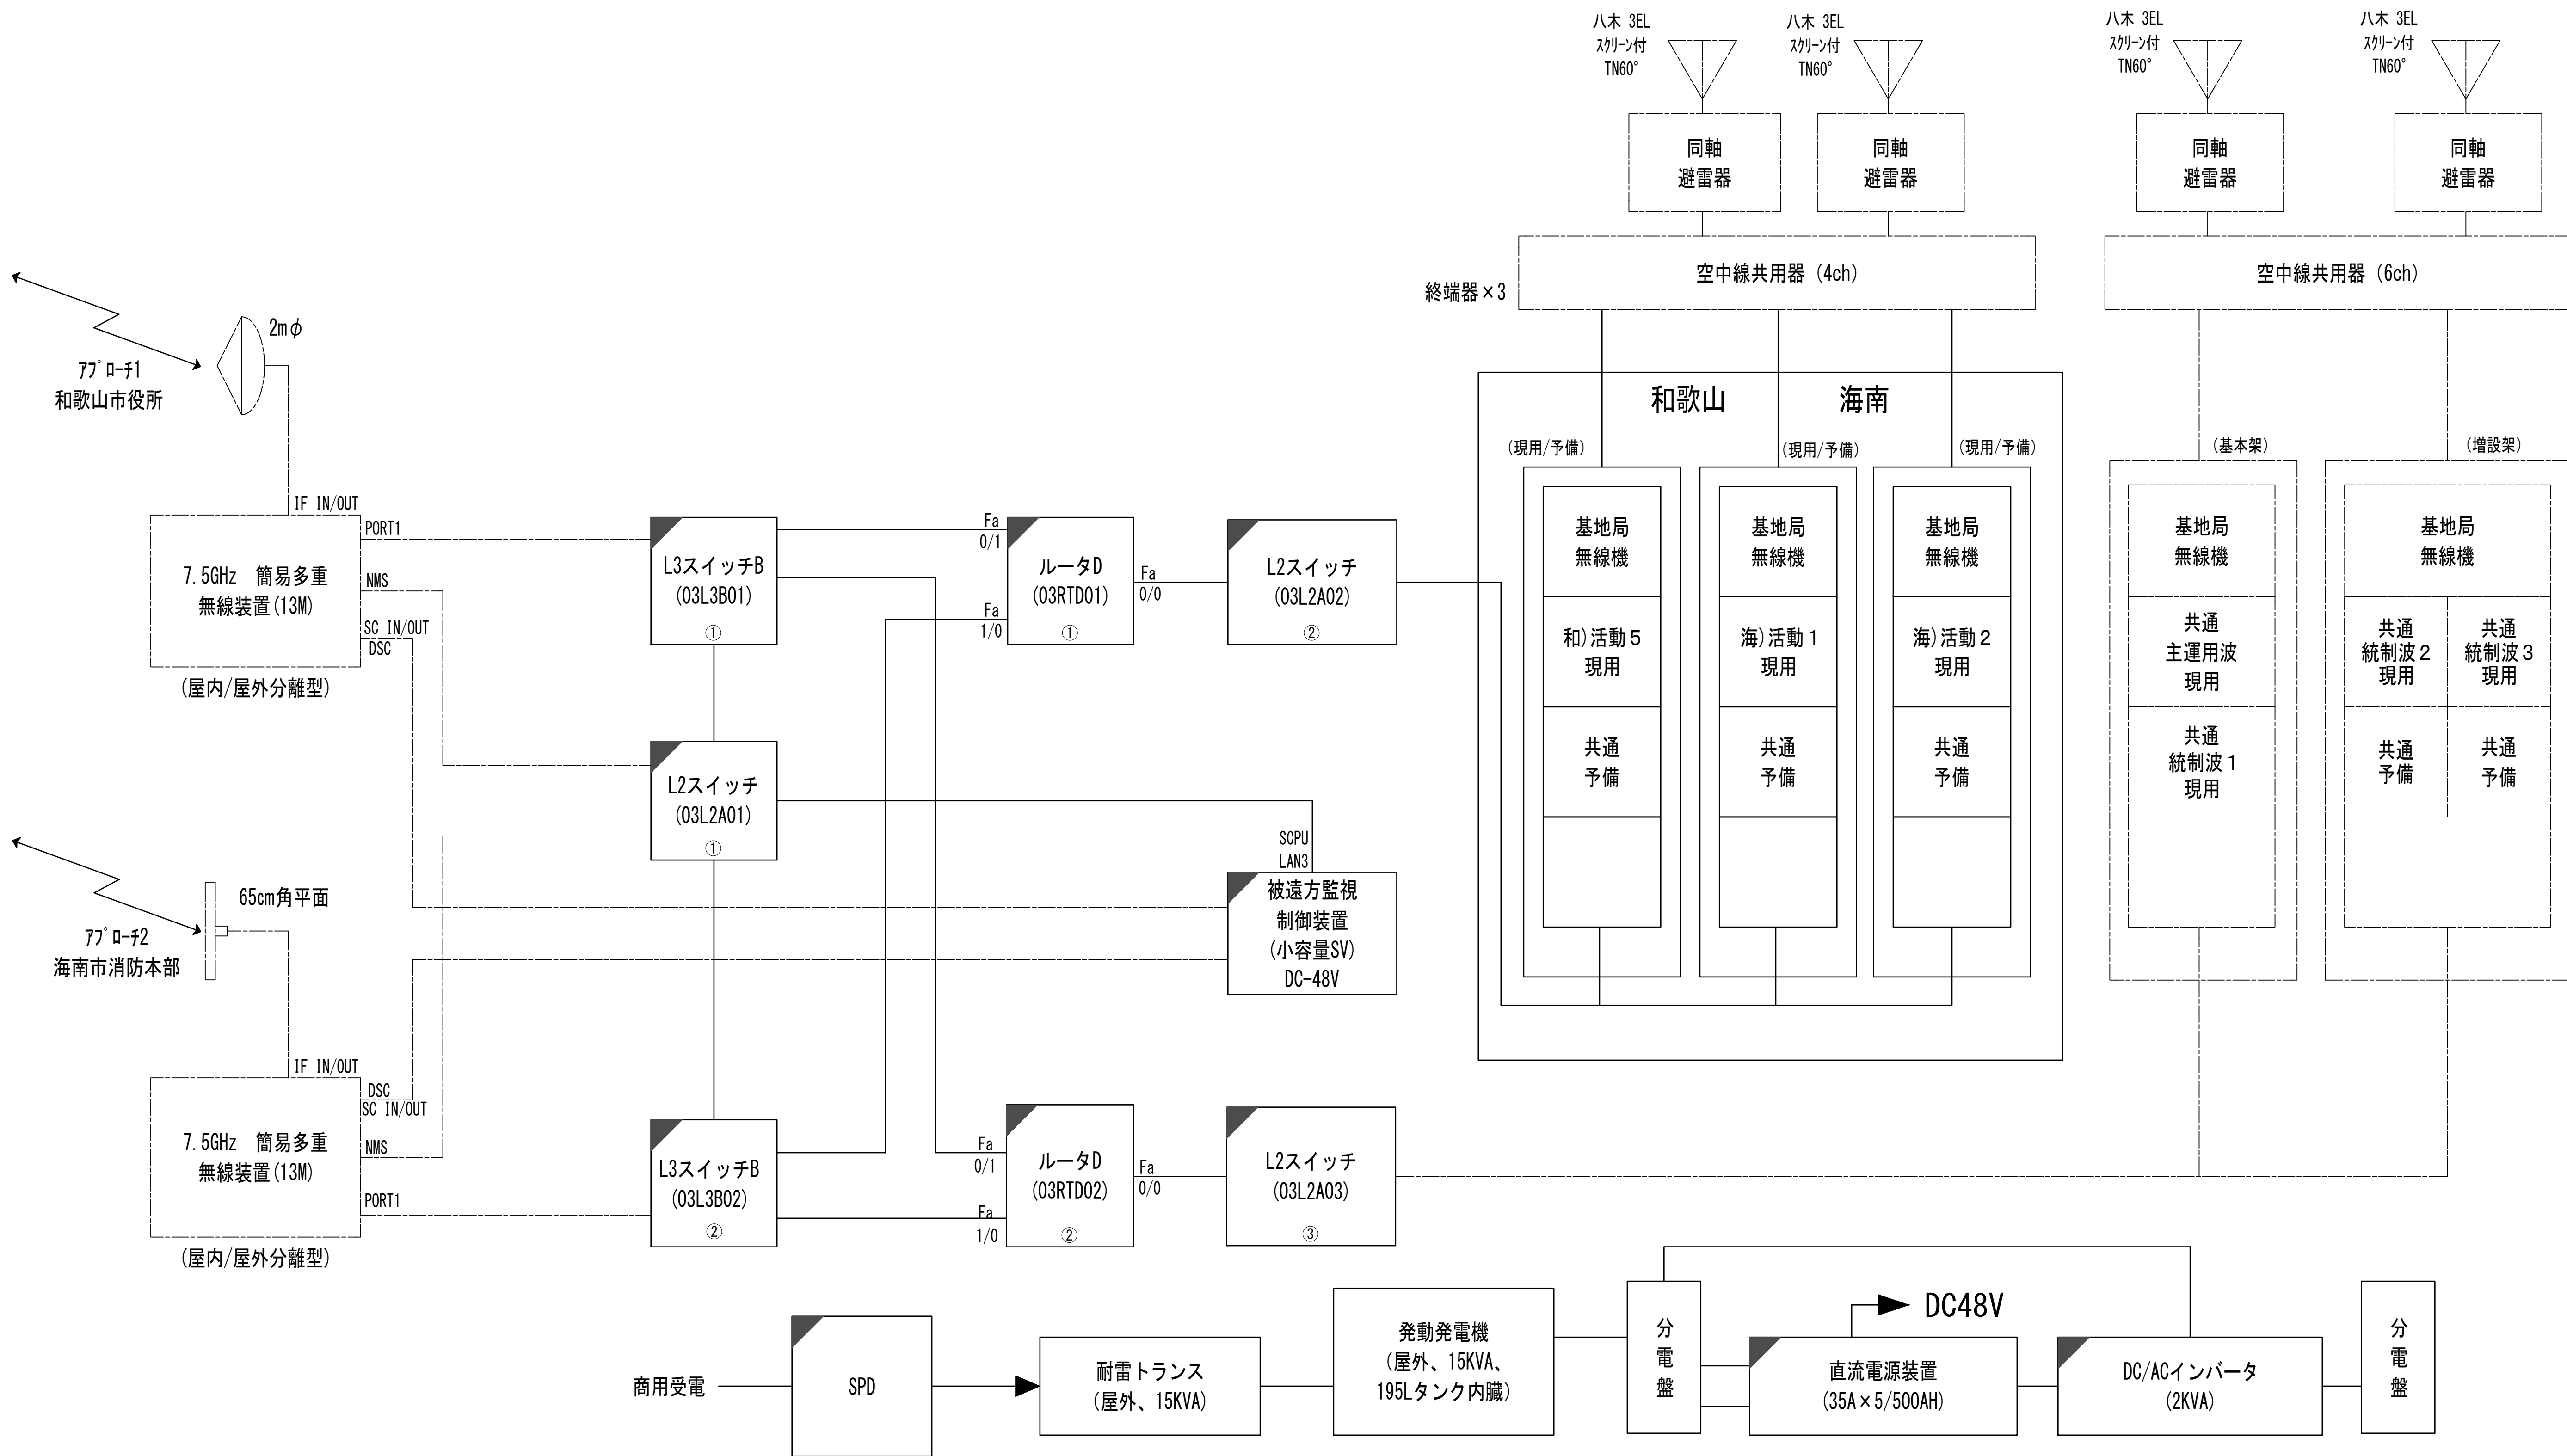 八木 3EL
スクリーン付
TN60°
八木 3EL
スクリーン付
TN60°
八木 3EL
スクリーン付
TN60°
八木 3EL
スクリーン付
TN60°
同軸
避雷器
同軸
避雷器
同軸
避雷器
同軸
避雷器
空中線共用器 (4ch)
空中線共用器 (6ch)
終端器×3
2mφ
アプローチ1
和歌山市役所
和歌山
海南
(現用/予備)
(現用/予備)
(現用/予備)
(基本架)
(増設架)
IF IN/OUT
PORT1
NMS
SC IN/OUT
DSC
7.5GHz 簡易多重
無線装置(13M)
(屋内/屋外分離型)
L3スイッチB
(03L3B01)
①
Fa
0/1
Fa
1/0
ルータD
(03RTD01)
①
Fa
0/0
L2スイッチ
(03L2A02)
②
基地局
無線機
和)活動5
現用
共通
予備
基地局
無線機
海)活動1
現用
共通
予備
基地局
無線機
海)活動2
現用
共通
予備
基地局
無線機
共通
主運用波
現用
共通
統制波1
現用
基地局
無線機
共通
統制波2
現用
共通
統制波3
現用
共通
予備
共通
予備
L2スイッチ
(03L2A01)
①
SCPU
LAN3
被遠方監視
制御装置
(小容量SV)
DC-48V
65cm角平面
アプローチ2
海南市消防本部
IF IN/OUT
DSC
SC IN/OUT
NMS
PORT1
7.5GHz 簡易多重
無線装置(13M)
(屋内/屋外分離型)
L3スイッチB
(03L3B02)
②
Fa
0/1
Fa
1/0
ルータD
(03RTD02)
②
Fa
0/0
L2スイッチ
(03L2A03)
③
商用受電
SPD
耐雷トランス
(屋外、15KVA)
発動発電機
(屋外、15KVA、
195Lタンク内臓)
分電盤
DC48V
直流電源装置
(35A×5/500AH)
DC/ACインバータ
(2KVA)
分電盤